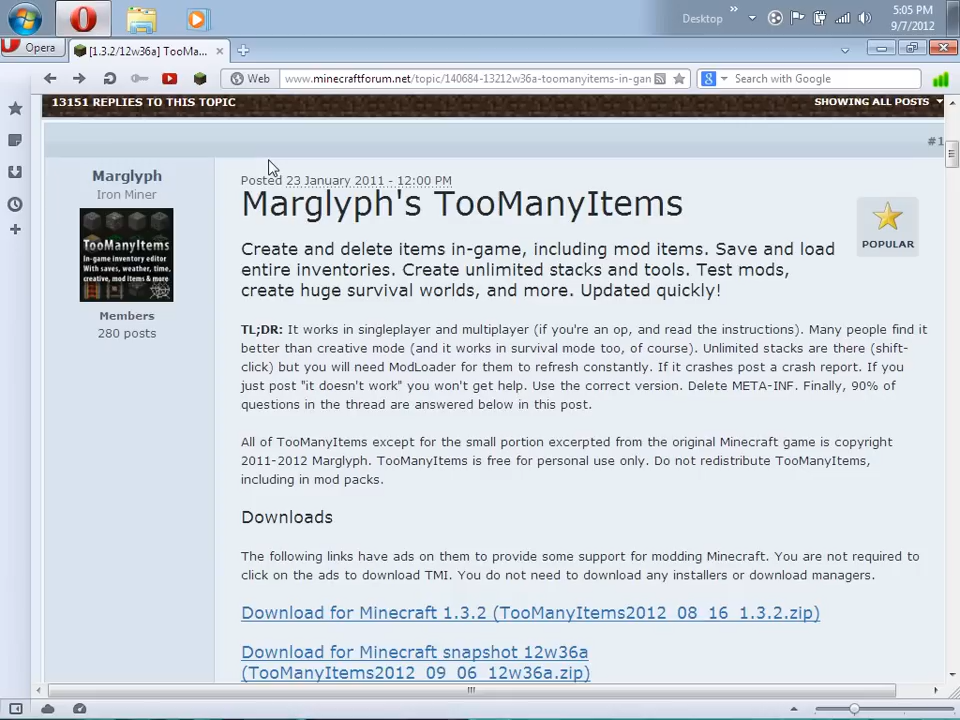 Desktop »
5:05 PM
9/7/2012
Opera
[1.3.2/12w36a] TooMa...
Web
www.minecraftforum.net/topic/140684-13212w36a-toomanyitems-in-gan
Search with Google
13151 REPLIES TO THIS TOPIC
SHOWING ALL POSTS
#1
Marglyph
Iron Miner
TooManyItems
In-game inventory editor
With saves, weather, time,
creative, mod items & more
Members
280 posts
Posted 23 January 2011 - 12:00 PM
Marglyph's TooManyItems
POPULAR
Create and delete items in-game, including mod items. Save and load
entire inventories. Create unlimited stacks and tools. Test mods,
create huge survival worlds, and more. Updated quickly!
TL;DR: It works in singleplayer and multiplayer (if you're an op, and read the instructions). Many people find it
better than creative mode (and it works in survival mode too, of course). Unlimited stacks are there (shift-
click) but you will need ModLoader for them to refresh constantly. If it crashes post a crash report. If you
just post "it doesn't work" you won't get help. Use the correct version. Delete META-INF. Finally, 90% of
questions in the thread are answered below in this post.
All of TooManyItems except for the small portion excerpted from the original Minecraft game is copyright
2011-2012 Marglyph. TooManyItems is free for personal use only. Do not redistribute TooManyItems,
including in mod packs.
Downloads
The following links have ads on them to provide some support for modding Minecraft. You are not required to
click on the ads to download TMI. You do not need to download any installers or download managers.
Download for Minecraft 1.3.2 (TooManyItems2012_08_16_1.3.2.zip)
Download for Minecraft snapshot 12w36a
(TooManyItems2012_09_06_12w36a.zip)